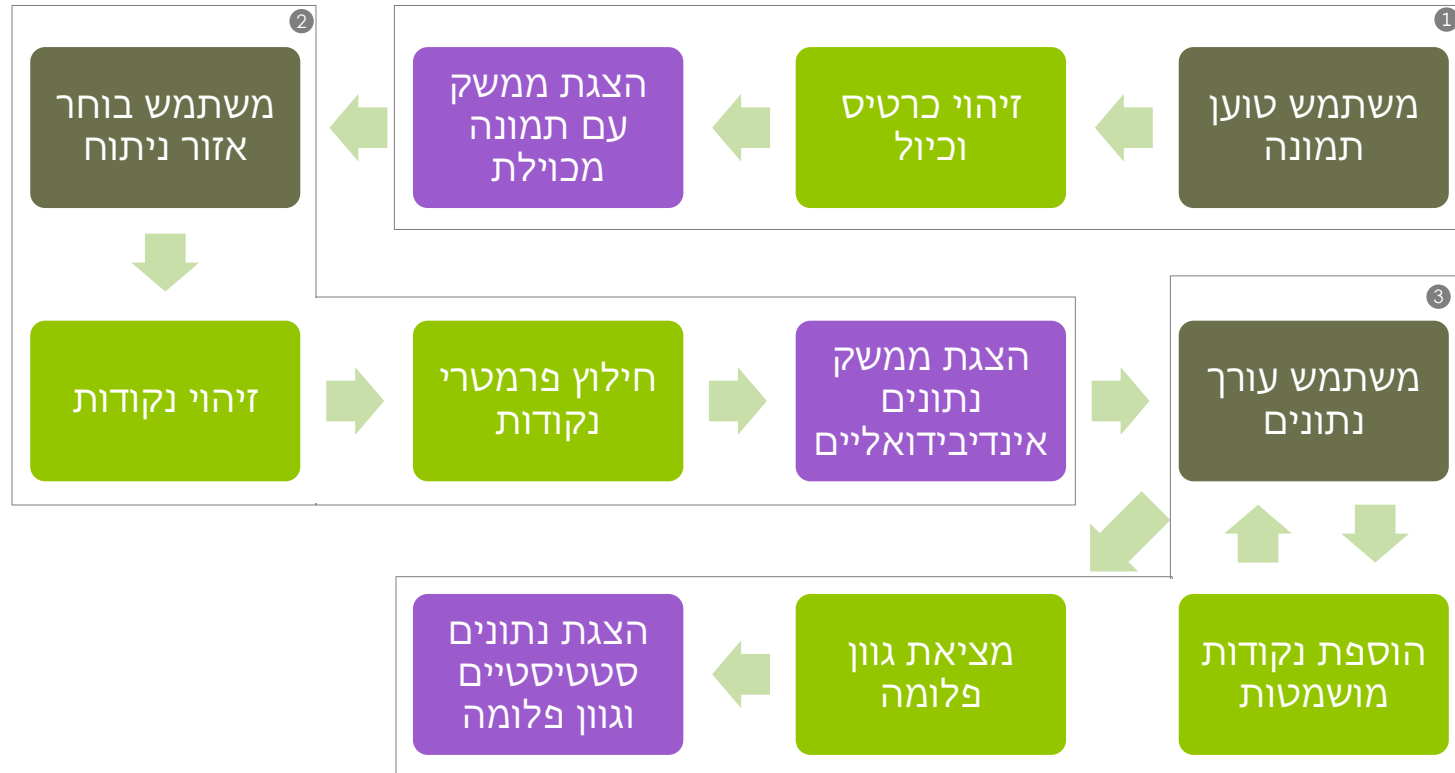 1
משתמש טוען
תמונה
זיהוי כרטיס
וכיול
הצגת ממשק
עם תמונה
מכוילת
2
משתמש בוחר
אזור ניתוח
זיהוי נקודות
חילוץ פרמטרי
נקודות
הצגת ממשק
נתונים
אינדיבידואליים
3
משתמש עורך
נתונים
הוספת נקודות
מושמטות
מציאת גוון
פלומה
הצגת נתונים
סטטיסטיים
וגוון פלומה